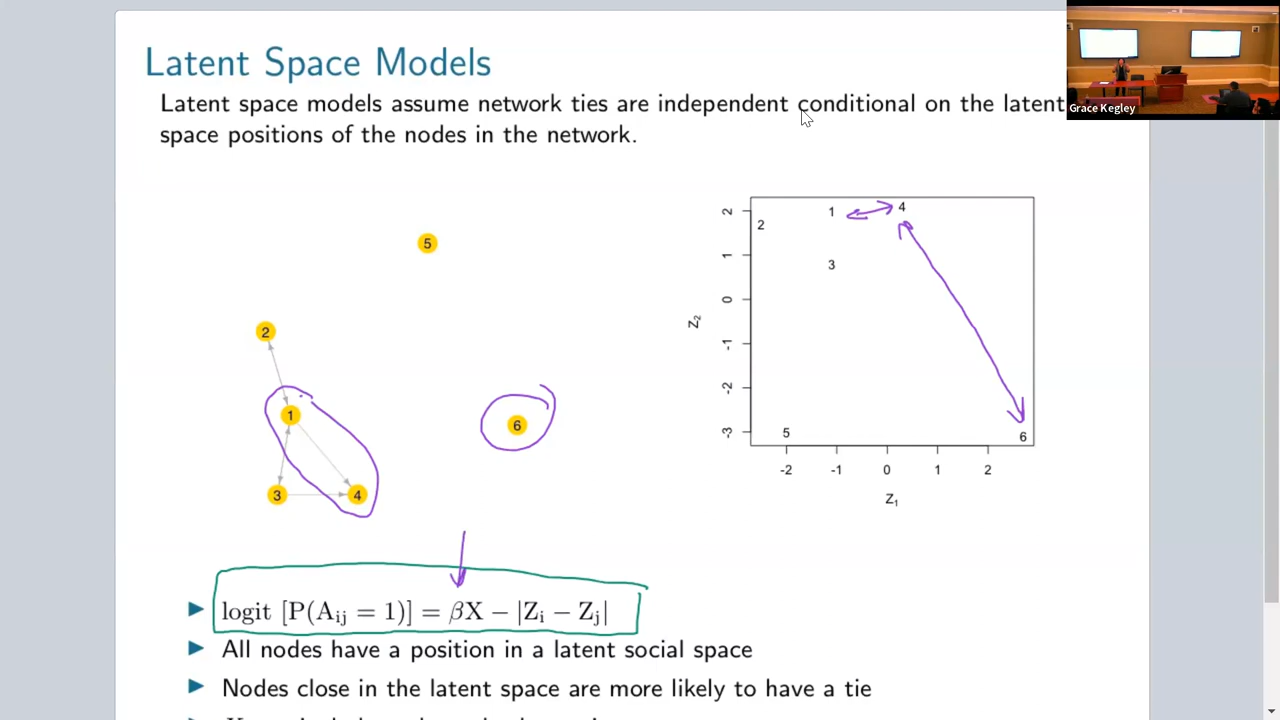 Latent Space Models
Latent space models assume network ties are independent conditional on the latent
space positions of the nodes in the network.
Grace Kegley
5
2
1
6
3
4
2
1
0
-1
-2
-3
Z2
1
4
2
3
5
6
-2
-1
0
1
2
Z1
logit [P(Aij = 1)] = βX − |Zi − Zj|
All nodes have a position in a latent social space
Nodes close in the latent space are more likely to have a tie